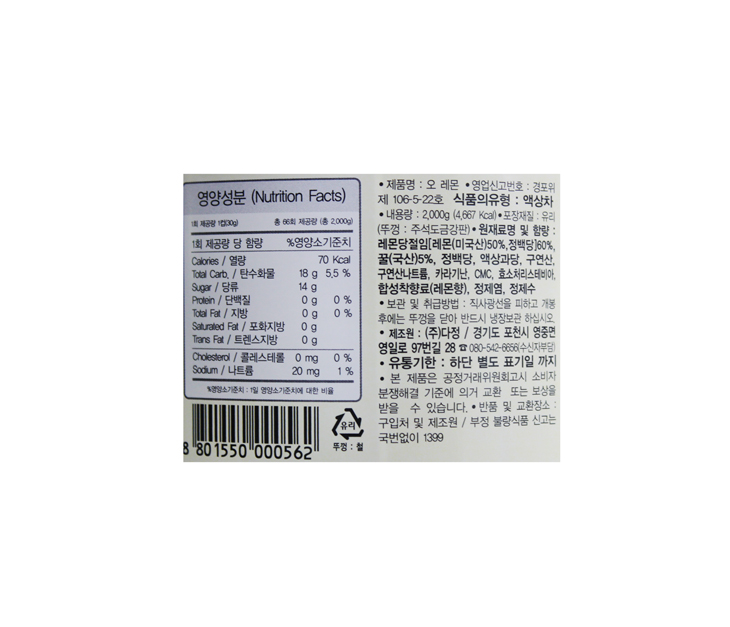 영양성분 (Nutrition Facts)
1회 제공량 1컵(30g) 총 66회 제공량 (총 2,000g)
1회 제공량 당 함량 %영양소기준치
Calories / 열량 70 Kcal
Total Carb. / 탄수화물 18 g 5.5 %
Sugar / 당류 14 g
Protein / 단백질 0 g 0 %
Total Fat / 지방 0 g 0 %
Saturated Fat / 포화지방 0 g
Trans Fat / 트렌스지방 0 g
Cholesterol / 콜레스테롤 0 mg 0 %
Sodium / 나트륨 20 mg 1 %
%영양소기준치 : 1일 영양소기준치에 대한 비율
8 801550 000562
유리
뚜껑 : 철
• 제품명 : 오 레몬 • 영업신고번호 : 경포위
제 106-5-22호 식품의유형 : 액상차
• 내용량 : 2,000g (4,667 Kcal) • 포장재질 : 유리
(뚜껑 : 주석도금강판) • 원재료명 및 함량 :
레몬당절임[레몬(미국산)50%,정백당]60%,
꿀(국산)5%, 정백당, 액상과당, 구연산,
구연산나트륨, 카라기난, CMC, 효소처리스테비아,
합성착향료(레몬향), 정제염, 정제수
• 보관 및 취급방법 : 직사광선을 피하고 개봉
후에는 뚜껑을 닫아 반드시 냉장보관 하십시오.
• 제조원 : (주)다정 / 경기도 포천시 영중면
영일로 97번길 28 ☎ 080-542-6656(수신자부담)
• 유통기한 : 하단 별도 표기일 까지
• 본 제품은 공정거래위원회고시 소비자
분쟁해결 기준에 의거 교환 또는 보상을
받을 수 있습니다. • 반품 및 교환장소 :
구입처 및 제조원 / 부정 불량식품 신고는
국번없이 1399